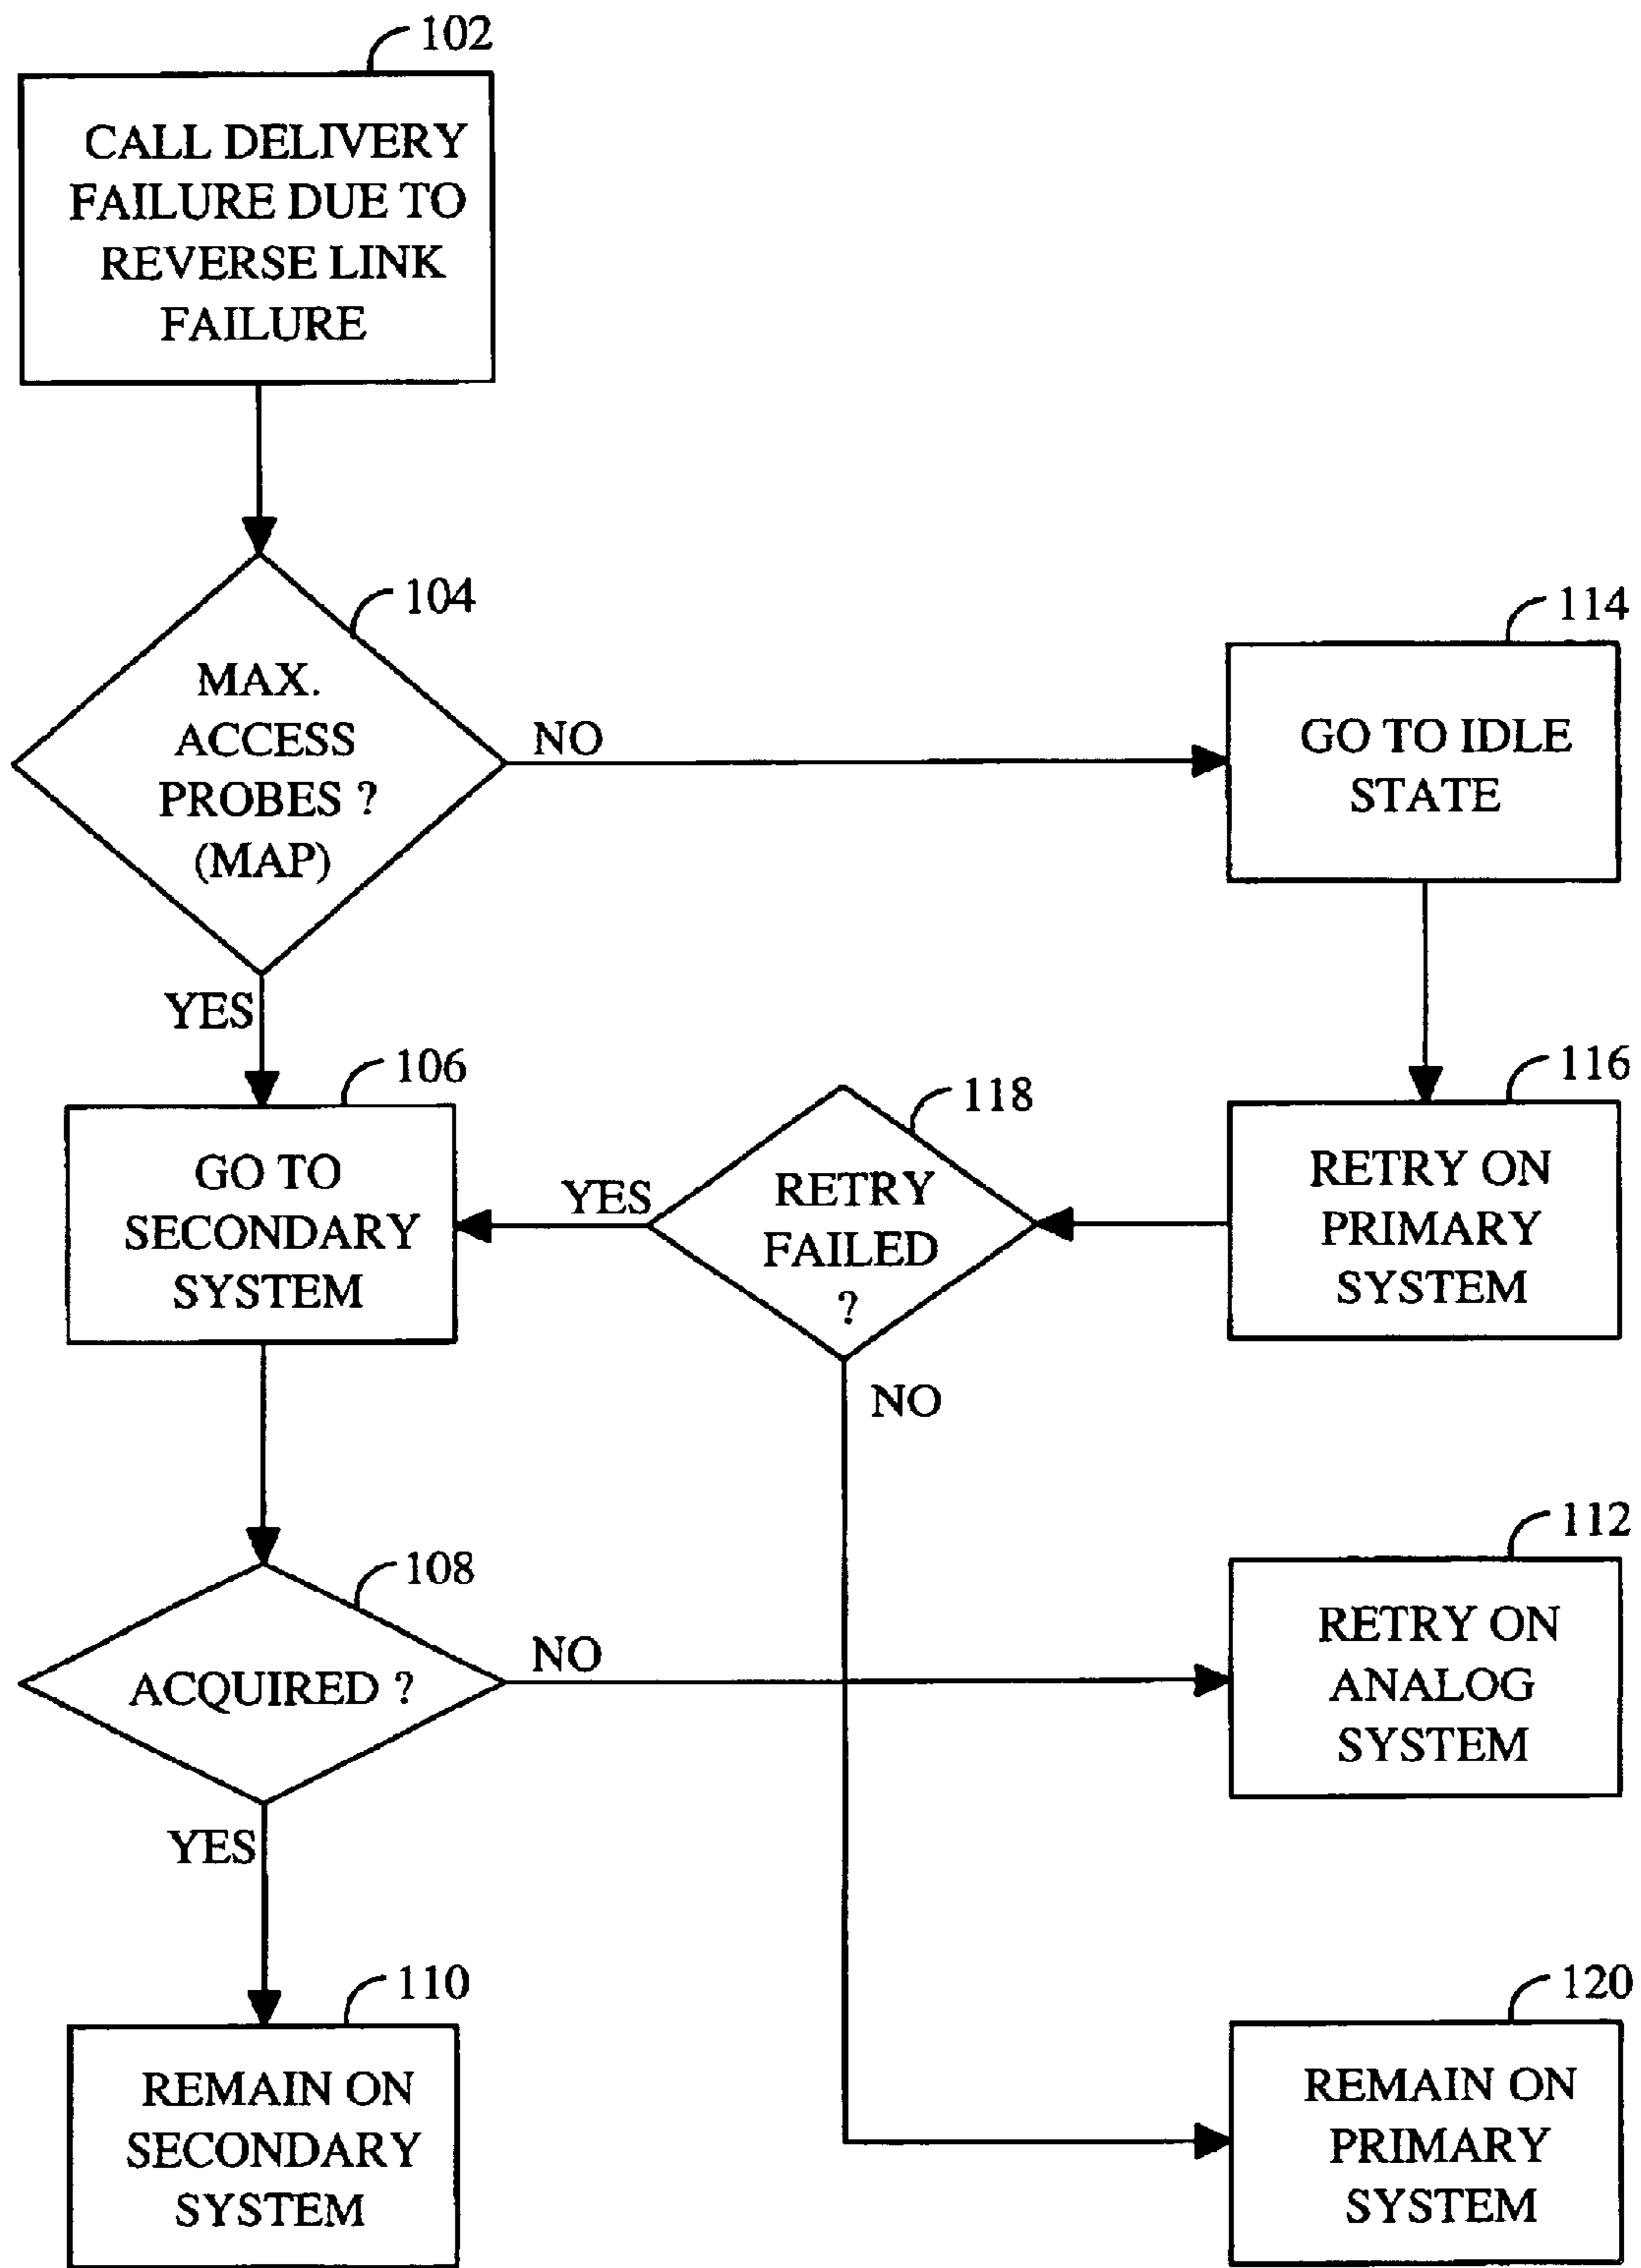 102
CALL DELIVERY
FAILURE DUE TO
REVERSE LINK
FAILURE
104
MAX.
ACCESS
PROBES ?
(MAP)
NO
YES
114
GO TO IDLE
STATE
106
GO TO
SECONDARY
SYSTEM
118
RETRY
FAILED
?
YES
NO
116
RETRY ON
PRIMARY
SYSTEM
108
ACQUIRED ?
NO
YES
112
RETRY ON
ANALOG
SYSTEM
110
REMAIN ON
SECONDARY
SYSTEM
120
REMAIN ON
PRIMARY
SYSTEM